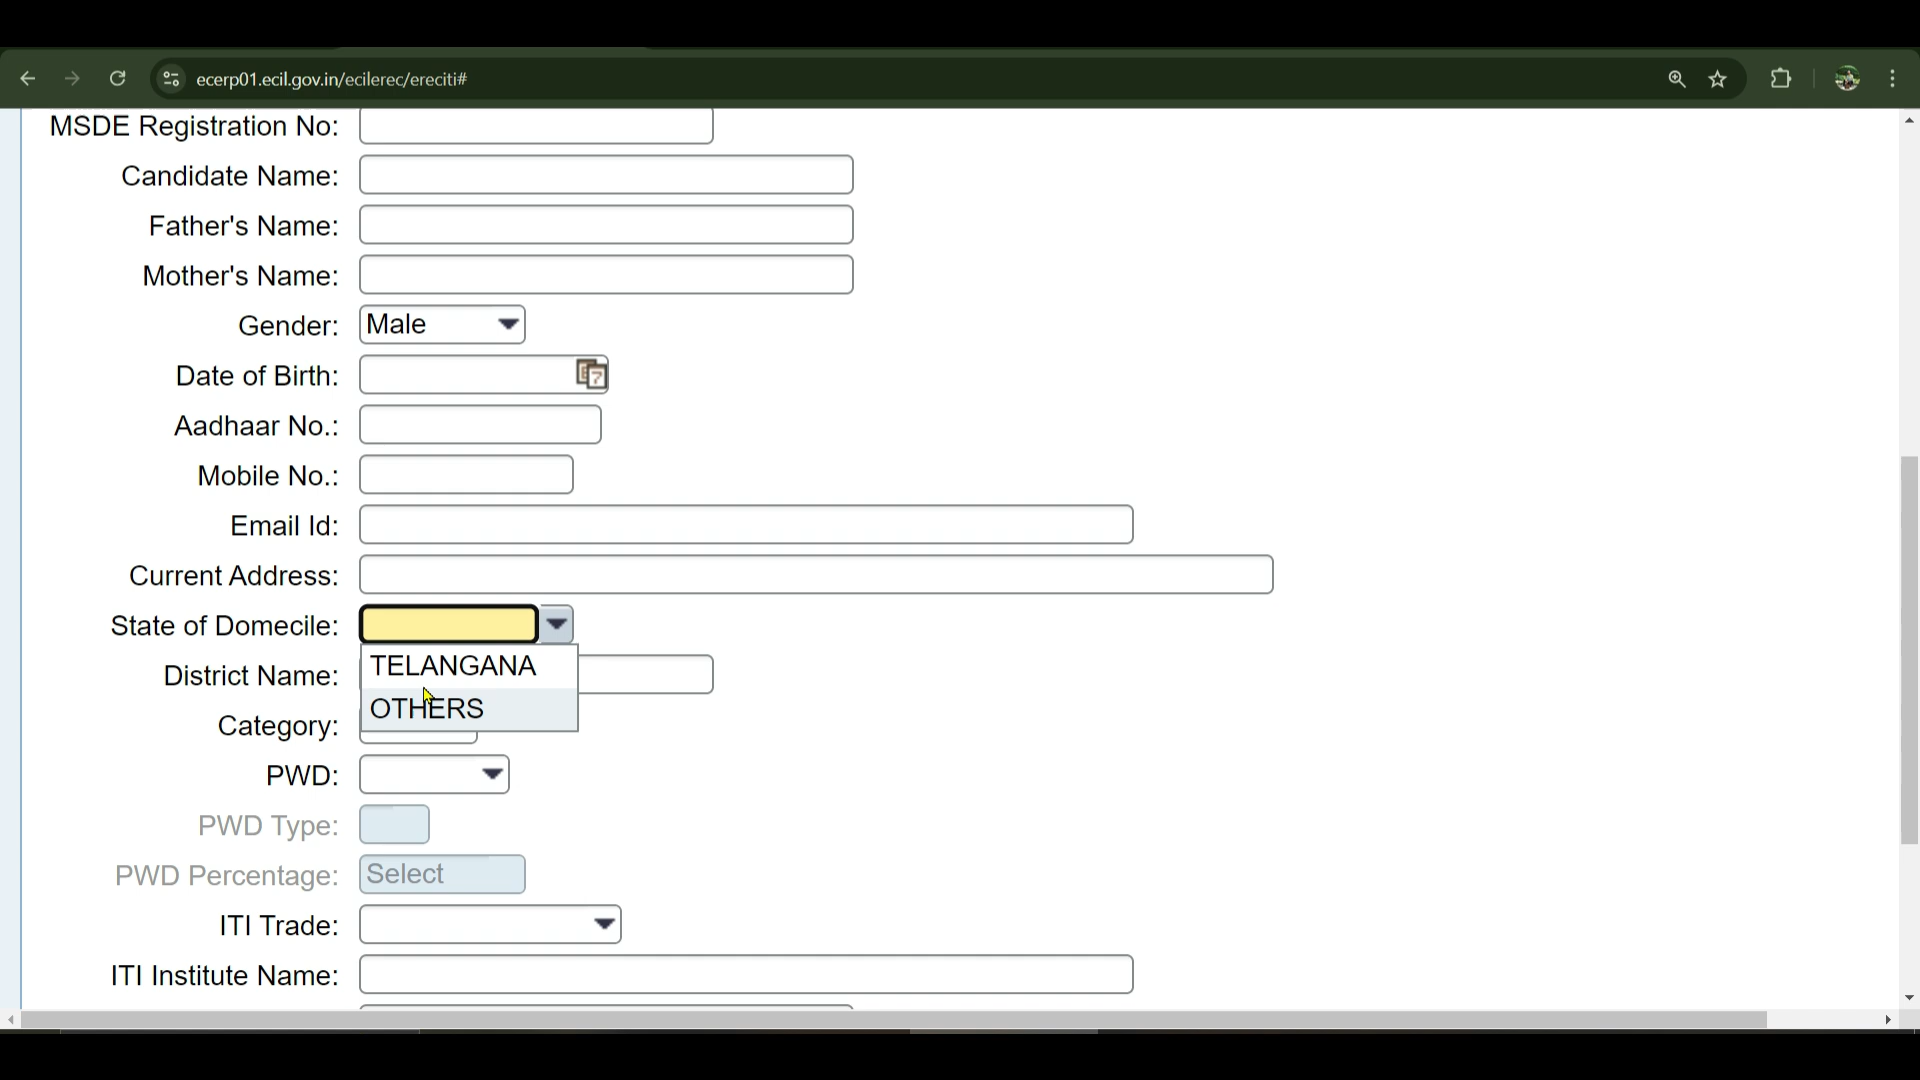 ecerp01.ecil.gov.in/ecilerec/ereciti#
MSDE Registration No:
Candidate Name:
Father's Name:
Mother's Name:
Gender: Male
Date of Birth:
Aadhaar No.:
Mobile No.:
Email Id:
Current Address:
State of Domecile:
TELANGANA
District Name:
OTHERS
Category:
PWD:
PWD Type:
PWD Percentage: Select
ITI Trade:
ITI Institute Name: